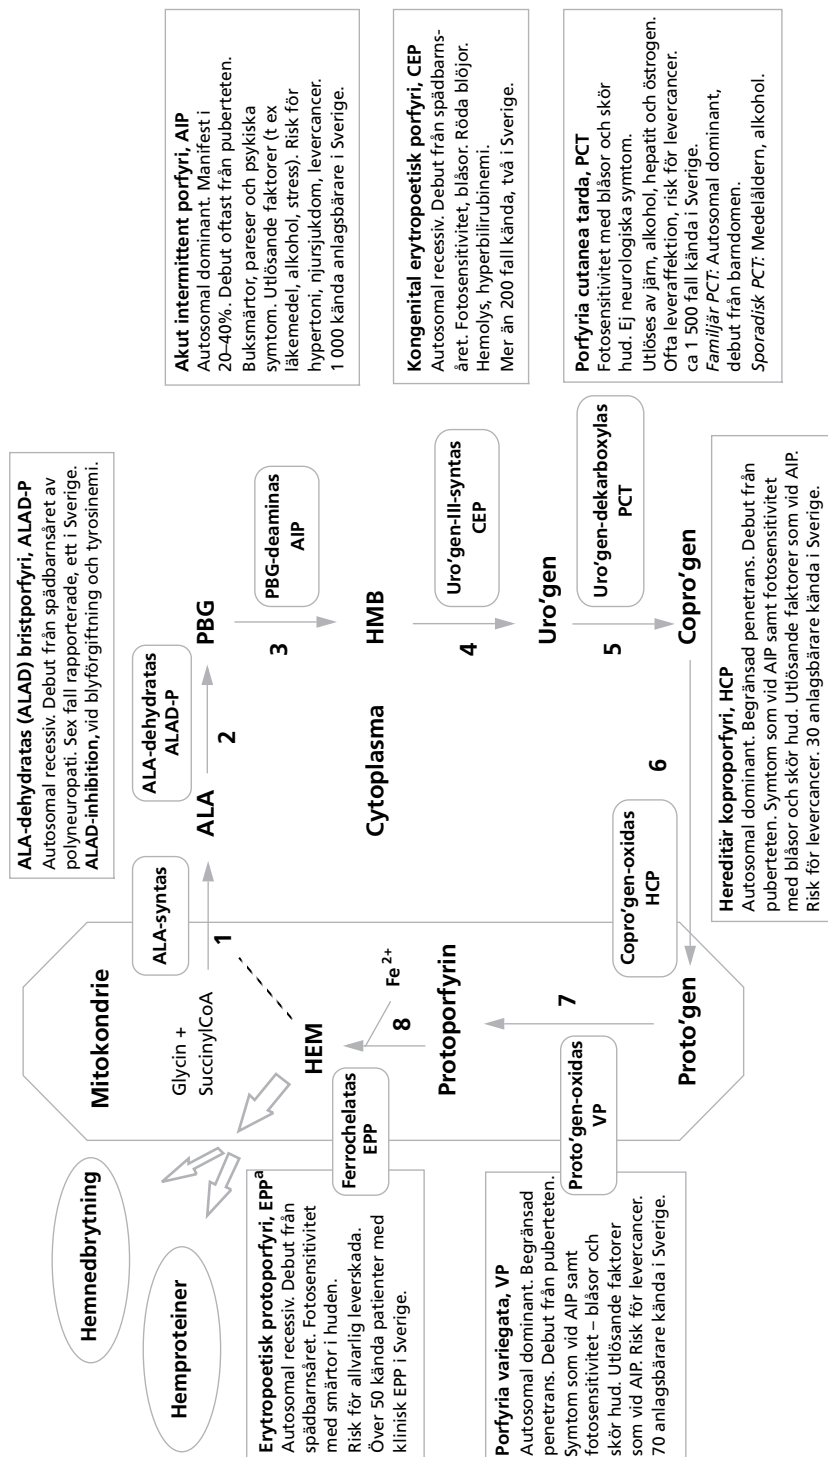 Hemnedbrytning
Hemproteiner
Mitokondrie
Glycin +
SuccinylCoA
1
ALA-syntas
ALA
2
ALA-dehydratas
ALAD-P
PBG
ALA-dehydratas (ALAD) bristporfyri, ALAD-P
Autosomal recessiv. Debut från spädbarnsåret av
polyneuropati. Sex fall rapporterade, ett i Sverige.
ALAD-inhibition, vid blyförgiftning och tyrosinemi.
3
PBG-deaminas
AIP
Akut intermittent porfyri, AIP
Autosomal dominant. Manifest i
20–40%. Debut oftast från puberteten.
Buksmärtor, pareser och psykiska
symtom. Utlösande faktorer (t ex
läkemedel, alkohol, stress). Risk för
hypertoni, njursjukdom, levercancer.
1 000 kända anlagsbärare i Sverige.
HMB
Cytoplasma
4
Uro’gen-III-syntas
CEP
Kongenital erytropoetisk porfyri, CEP
Autosomal recessiv. Debut från spädbarns-
året. Fotosensitivitet, blåsor. Röda blöjor.
Hemolys, hyperbilirubinemi.
Mer än 200 fall kända, två i Sverige.
Uro’gen
5
Uro’gen-dekarboxylas
PCT
Porfyria cutanea tarda, PCT
Fotosensitivitet med blåsor och skör
hud. Ej neurologiska symtom.
Utlöses av järn, alkohol, hepatit och östrogen.
Ofta leveraffektion, risk för levercancer.
ca 1 500 fall kända i Sverige.
Familjär PCT: Autosomal dominant,
debut från barndomen.
Sporadisk PCT: Medelåldern, alkohol.
Copro’gen
6
Copro’gen-oxidas
HCP
Hereditär koproporfyri, HCP
Autosomal dominant. Begränsad penetrans. Debut från
puberteten. Symtom som vid AIP samt fotosensitivitet
med blåsor och skör hud. Utlösande faktorer som vid AIP.
Risk för levercancer. 30 anlagsbärare kända i Sverige.
Proto’gen
7
Proto’gen-oxidas
VP
Porfyria variegata, VP
Autosomal dominant. Begränsad
penetrans. Debut från puberteten.
Symtom som vid AIP samt
fotosensitivitet – blåsor och
skör hud. Utlösande faktorer
som vid AIP. Risk för levercancer.
70 anlagsbärare kända i Sverige.
Protoporfyrin
8
Fe2+
Ferrochelatas
EPP
HEM
Erytropoetisk protoporfyri, EPPa
Autosomal recessiv. Debut från
spädbarnsåret. Fotosensitivitet
med smärtor i huden.
Risk för allvarlig leverskada.
Över 50 kända patienter med
klinisk EPP i Sverige.